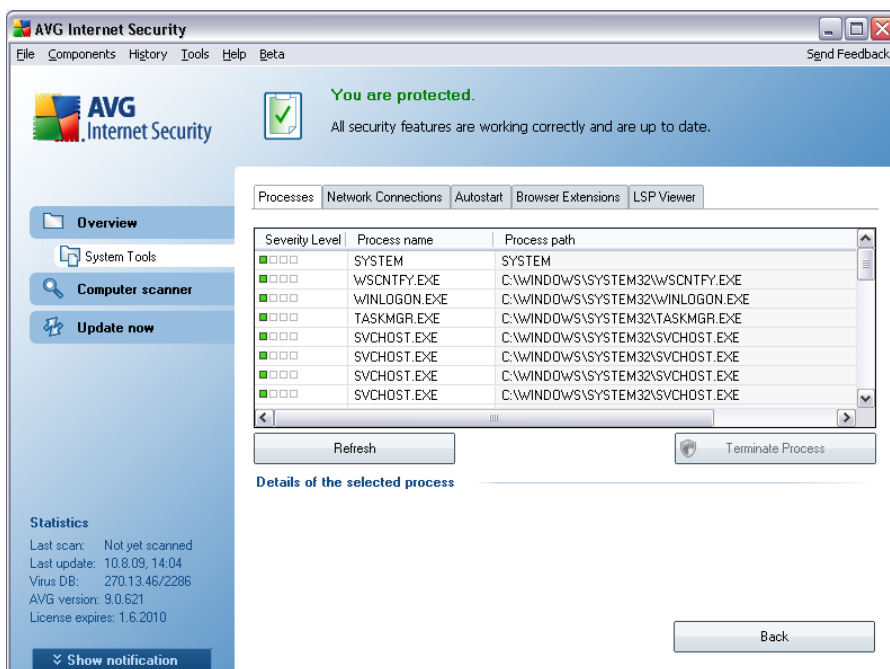 AVG Internet Security
File Components History Tools Help Beta Send Feedback
AVG
Internet Security
You are protected.
All security features are working correctly and are up to date.
Overview
System Tools
Computer scanner
Update now
Processes Network Connections Autostart Browser Extensions LSP Viewer
Severity Level Process name Process path
SYSTEM SYSTEM
WSCNTFY.EXE C:\WINDOWS\SYSTEM32\WSCNTFY.EXE
WINLOGON.EXE C:\WINDOWS\SYSTEM32\WINLOGON.EXE
TASKMGR.EXE C:\WINDOWS\SYSTEM32\TASKMGR.EXE
SVCHOST.EXE C:\WINDOWS\SYSTEM32\SVCHOST.EXE
SVCHOST.EXE C:\WINDOWS\SYSTEM32\SVCHOST.EXE
SVCHOST.EXE C:\WINDOWS\SYSTEM32\SVCHOST.EXE
SVCHOST.EXE C:\WINDOWS\SYSTEM32\SVCHOST.EXE
Refresh Terminate Process
Details of the selected process
Statistics
Last scan: Not yet scanned
Last update: 10.8.09, 14:04
Virus DB: 270.13.46/2286
AVG version: 9.0.621
License expires: 1.6.2010
Back
Show notification